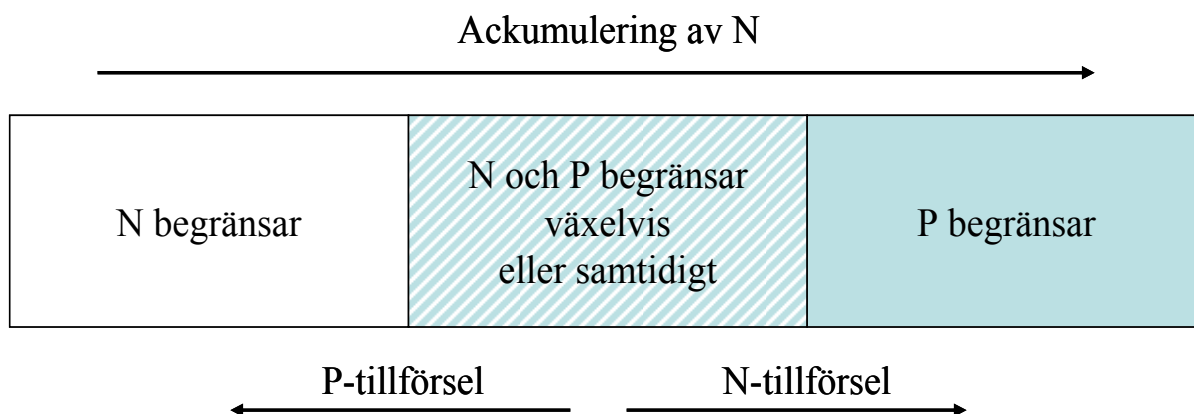 Ackumulering av N
N begränsar
N och P begränsar
växelvis
eller samtidigt
P begränsar
P-tillförsel
N-tillförsel